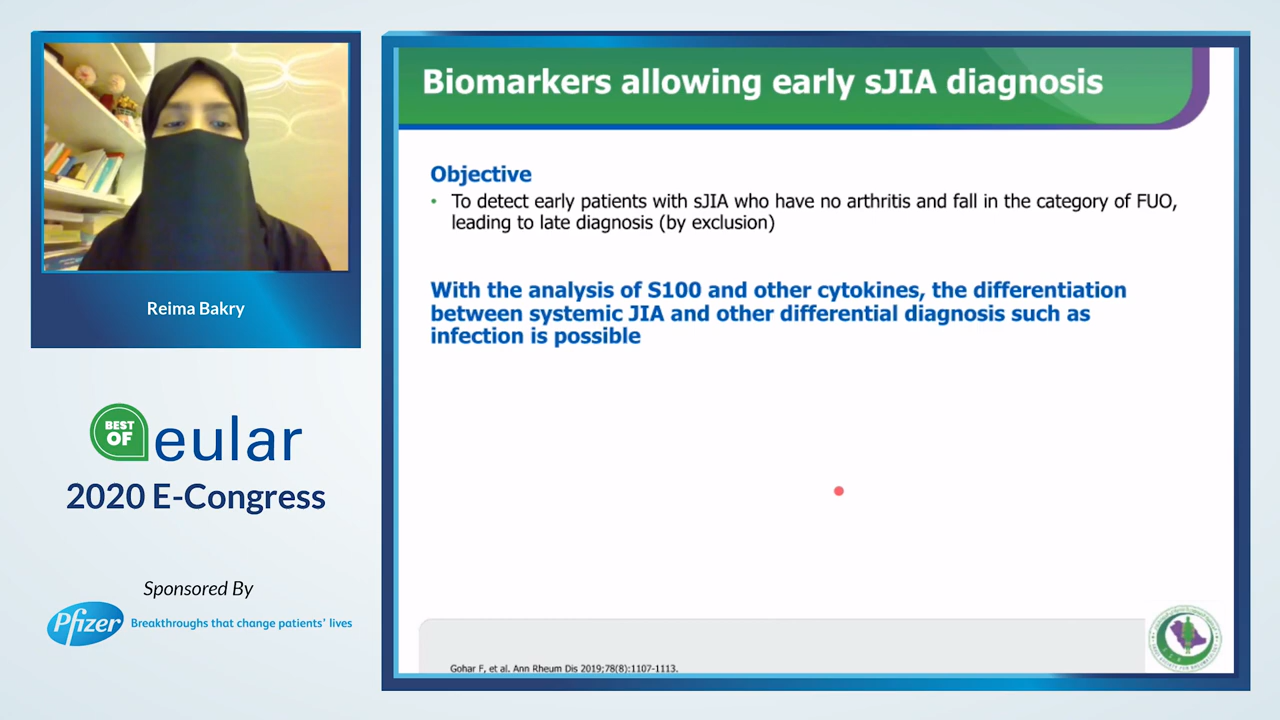 Reima Bakry
BEST
OF
eular
2020 E-Congress
Sponsored By
Pfizer
Breakthroughs that change patients' lives
Biomarkers allowing early sJIA diagnosis
Objective
• To detect early patients with sJIA who have no arthritis and fall in the category of FUO,
leading to late diagnosis (by exclusion)
With the analysis of S100 and other cytokines, the differentiation
between systemic JIA and other differential diagnosis such as
infection is possible
Gohar F, et al. Ann Rheum Dis 2019;78(8):1107-1113.